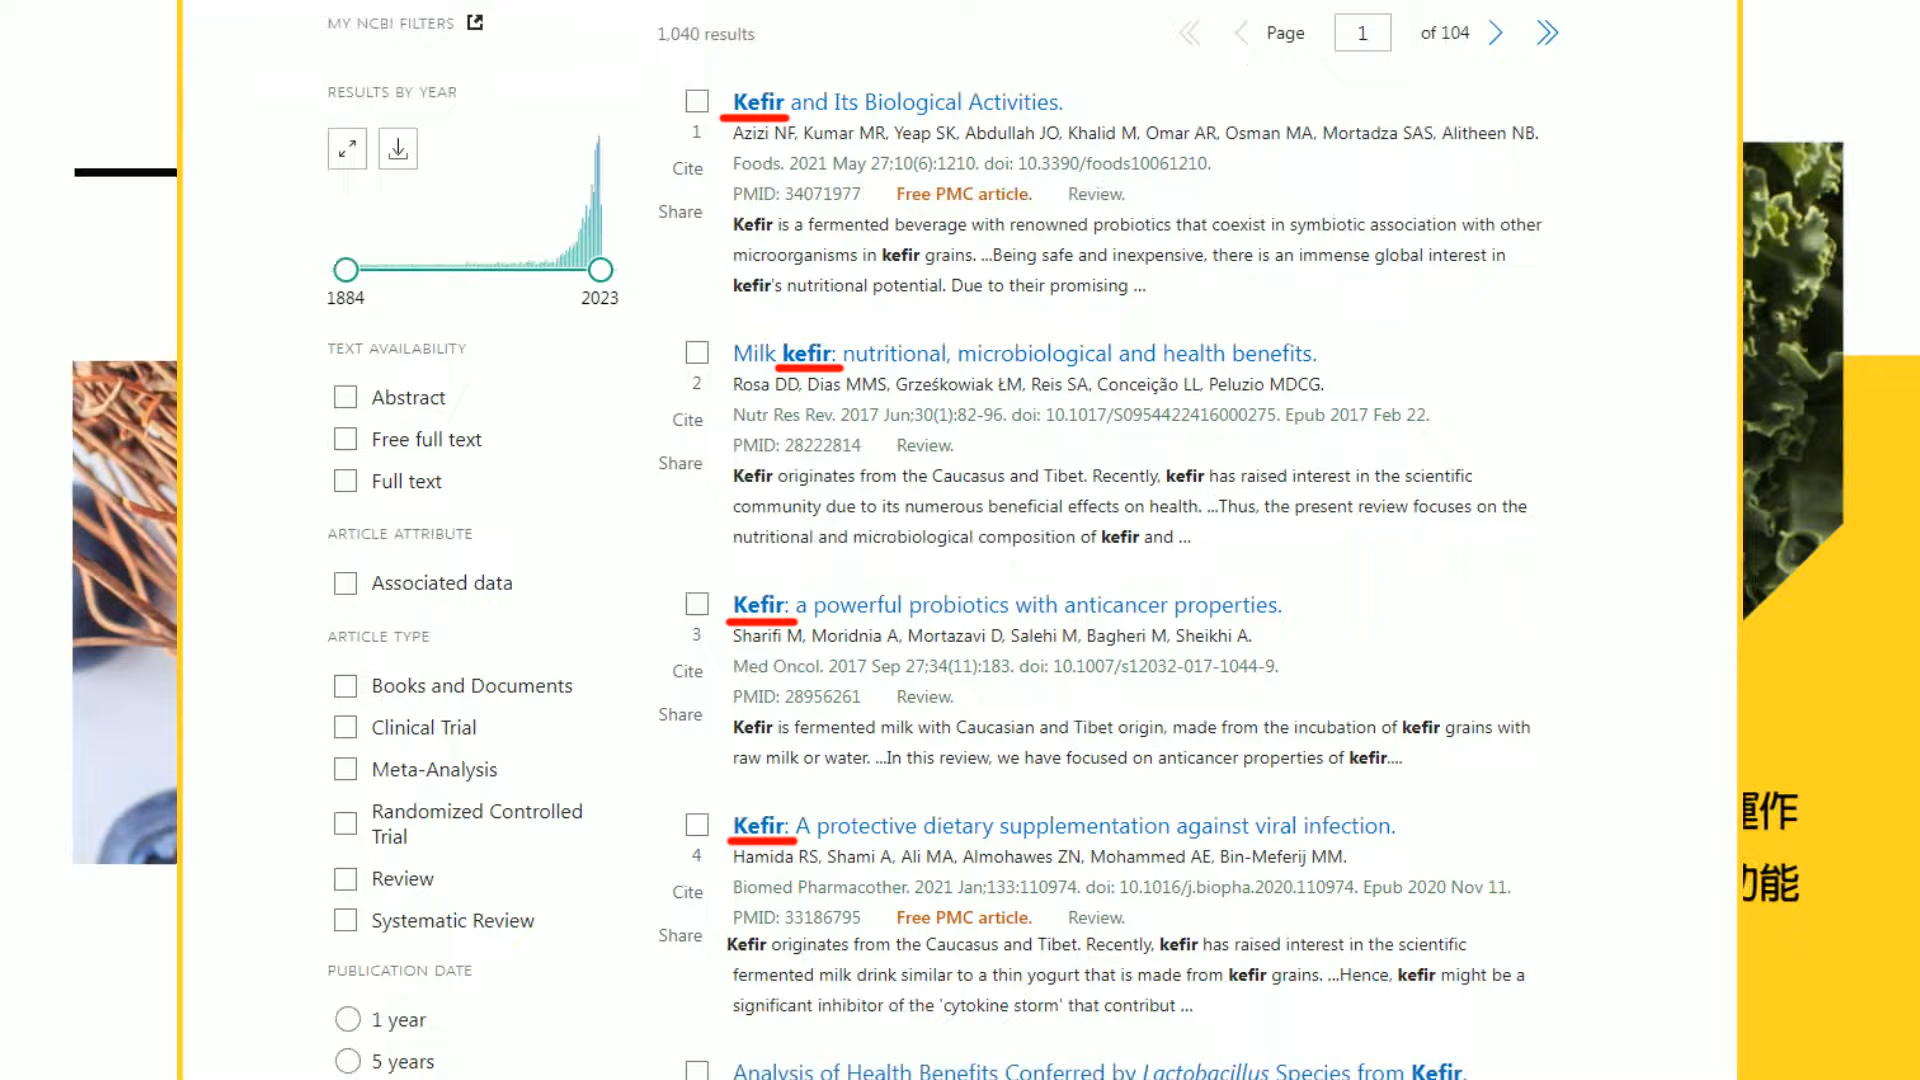 MY NCBI FILTERS
1,040 results
Page 1 of 104
RESULTS BY YEAR
1884 2023
TEXT AVAILABILITY
Abstract
Free full text
Full text
ARTICLE ATTRIBUTE
Associated data
ARTICLE TYPE
Books and Documents
Clinical Trial
Meta-Analysis
Randomized Controlled
Trial
Review
Systematic Review
PUBLICATION DATE
1 year
5 years
Kefir and Its Biological Activities.
1
Azizi NF, Kumar MR, Yeap SK, Abdullah JO, Khalid M, Omar AR, Osman MA, Mortadza SAS, Alitheen NB.
Cite
Foods. 2021 May 27;10(6):1210. doi: 10.3390/foods10061210.
PMID: 34071977 Free PMC article. Review.
Share
Kefir is a fermented beverage with renowned probiotics that coexist in symbiotic association with other
microorganisms in kefir grains. ...Being safe and inexpensive, there is an immense global interest in
kefir's nutritional potential. Due to their promising ...
Milk kefir: nutritional, microbiological and health benefits.
2
Rosa DD, Dias MMS, Grześkowiak ŁM, Reis SA, Conceição LL, Peluzio MDCG.
Cite
Nutr Res Rev. 2017 Jun;30(1):82-96. doi: 10.1017/S0954422416000275. Epub 2017 Feb 22.
PMID: 28222814 Review.
Share
Kefir originates from the Caucasus and Tibet. Recently, kefir has raised interest in the scientific
community due to its numerous beneficial effects on health. ...Thus, the present review focuses on the
nutritional and microbiological composition of kefir and ...
Kefir: a powerful probiotics with anticancer properties.
3
Sharifi M, Moridnia A, Mortazavi D, Salehi M, Bagheri M, Sheikhi A.
Cite
Med Oncol. 2017 Sep 27;34(11):183. doi: 10.1007/s12032-017-1044-9.
PMID: 28956261 Review.
Share
Kefir is fermented milk with Caucasian and Tibet origin, made from the incubation of kefir grains with
raw milk or water. ...In this review, we have focused on anticancer properties of kefir....
Kefir: A protective dietary supplementation against viral infection.
4
Hamida RS, Shami A, Ali MA, Almohawes ZN, Mohammed AE, Bin-Meferij MM.
Cite
Biomed Pharmacother. 2021 Jan;133:110974. doi: 10.1016/j.biopha.2020.110974. Epub 2020 Nov 11.
PMID: 33186795 Free PMC article. Review.
Share
Kefir originates from the Caucasus and Tibet. Recently, kefir has raised interest in the scientific
fermented milk drink similar to a thin yogurt that is made from kefir grains. ...Hence, kefir might be a
significant inhibitor of the 'cytokine storm' that contribut ...
Analysis of Health Benefits Conferred by Lactobacillus Species from Kefir.
運作
功能